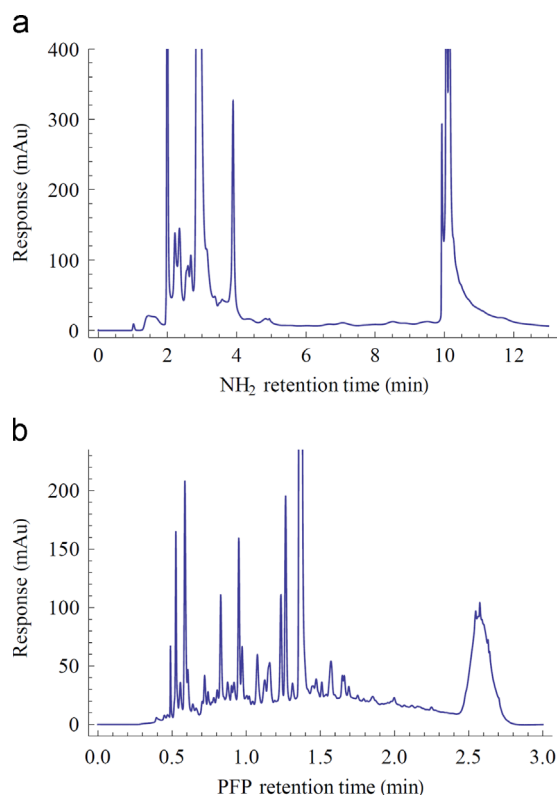 a
400
300
200
100
0
Response (mAu)
0 2 4 6 8 10 12
NH₂ retention time (min)
b
200
150
100
50
0
Response (mAu)
0.0 0.5 1.0 1.5 2.0 2.5 3.0
PFP retention time (min)